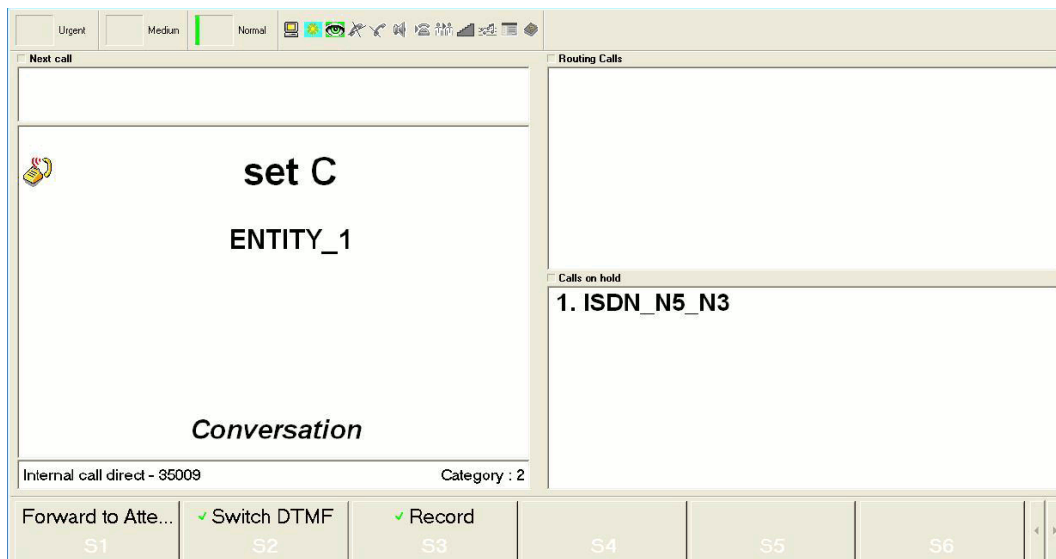 Urgent Mediun Normal
Next call
Routing Calls
set C
ENTITY_1
Conversation
Internal call direct - 35009 Category : 2
Calls on hold
1. ISDN_N5_N3
Forward to Atte... Switch DTMF Record
S1 S2 S3 S4 S5 S6